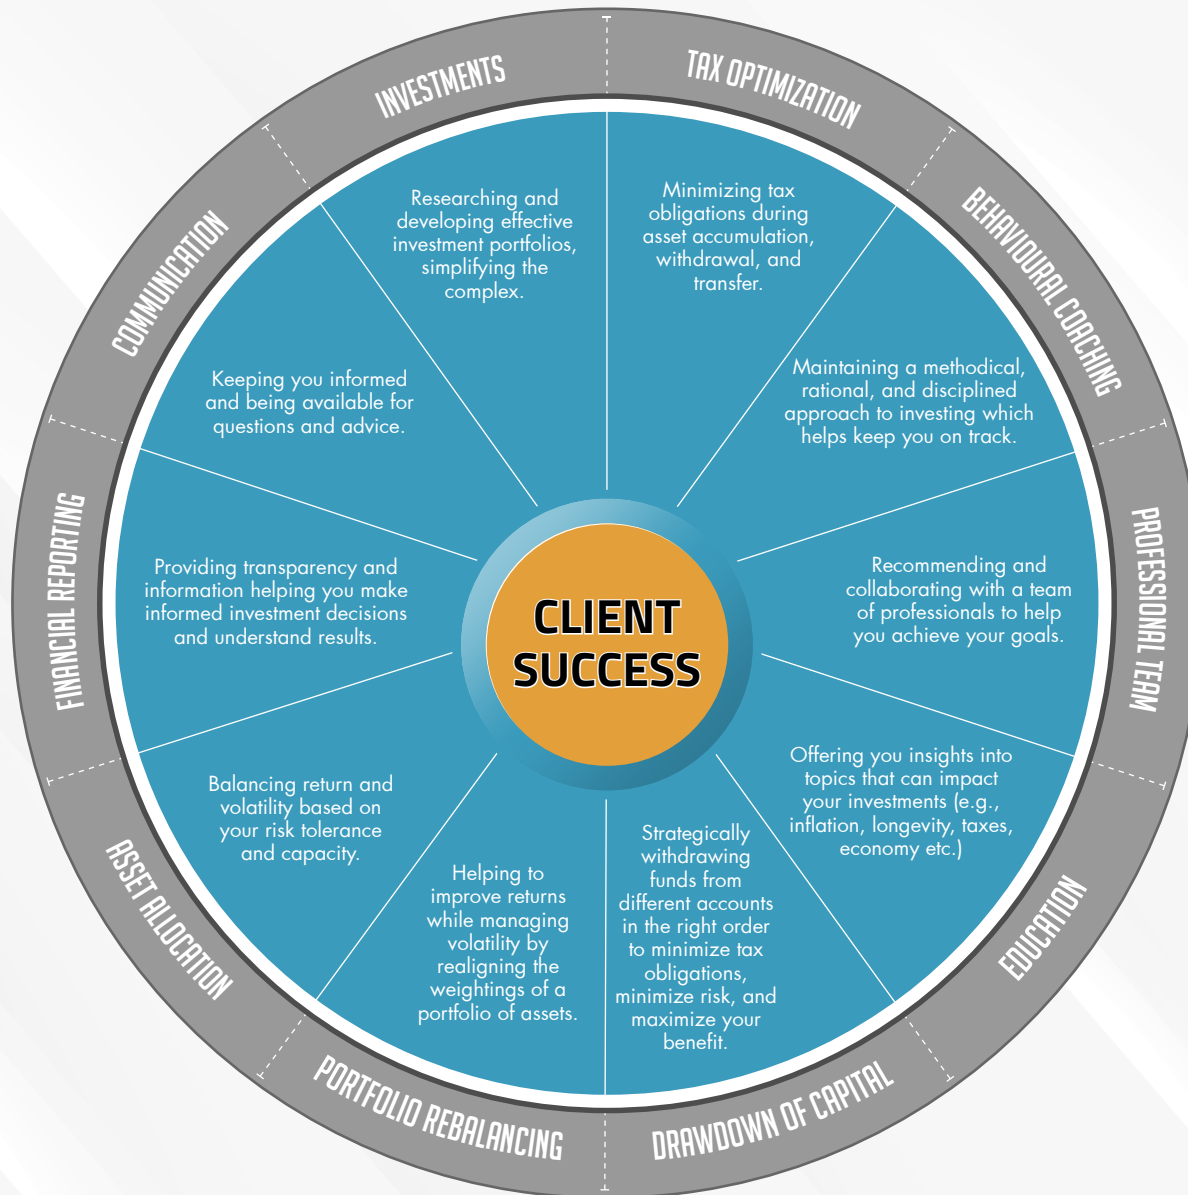 INVESTMENTS
Researching and
developing effective
investment portfolios,
simplifying the
complex.
TAX OPTIMIZATION
Minimizing tax
obligations during
asset accumulation,
withdrawal, and
transfer.
BEHAVIOURAL COACHING
Maintaining a methodical,
rational, and disciplined
approach to investing which
helps keep you on track.
PROFESSIONAL TEAM
Recommending and
collaborating with a team
of professionals to help
you achieve your goals.
EDUCATION
Offering you insights into
topics that can impact
your investments (e.g.,
inflation, longevity, taxes,
economy etc.)
DRAWDOWN OF CAPITAL
Strategically
withdrawing
funds from
different accounts
in the right order
to minimize tax
obligations,
minimize risk, and
maximize your
benefit.
PORTFOLIO REBALANCING
Helping to
improve returns
while managing
volatility by
realigning the
weightings of a
portfolio of assets.
ASSET ALLOCATION
Balancing return and
volatility based on
your risk tolerance
and capacity.
FINANCIAL REPORTING
Providing transparency and
information helping you make
informed investment decisions
and understand results.
COMMUNICATION
Keeping you informed
and being available for
questions and advice.
CLIENT
SUCCESS